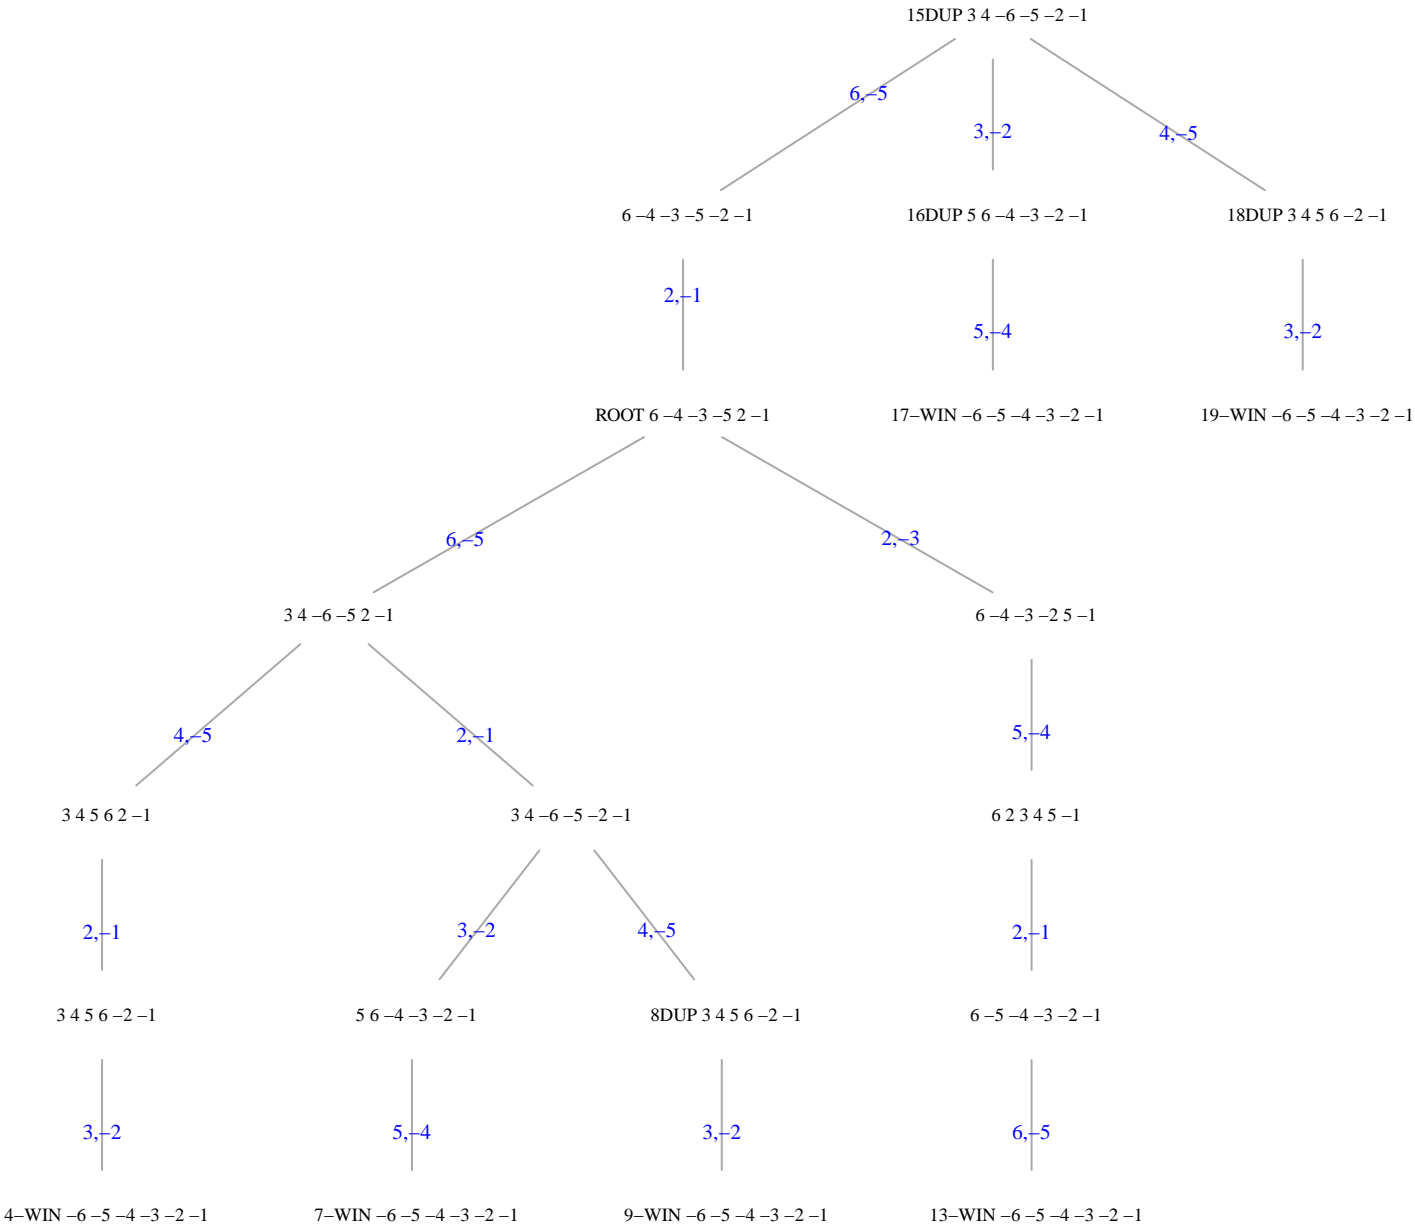 15DUP 3 4 –6 –5 –2 –1
6,–5
3,–2
4,–5
6 –4 –3 –5 –2 –1
16DUP 5 6 –4 –3 –2 –1
18DUP 3 4 5 6 –2 –1
2,–1
5,–4
3,–2
ROOT 6 –4 –3 –5 2 –1
17–WIN –6 –5 –4 –3 –2 –1
19–WIN –6 –5 –4 –3 –2 –1
6,–5
2,–3
3 4 –6 –5 2 –1
6 –4 –3 –2 5 –1
4,–5
2,–1
5,–4
3 4 5 6 2 –1
3 4 –6 –5 –2 –1
6 2 3 4 5 –1
2,–1
3,–2
4,–5
2,–1
3 4 5 6 –2 –1
5 6 –4 –3 –2 –1
8DUP 3 4 5 6 –2 –1
6 –5 –4 –3 –2 –1
3,–2
5,–4
3,–2
6,–5
4–WIN –6 –5 –4 –3 –2 –1
7–WIN –6 –5 –4 –3 –2 –1
9–WIN –6 –5 –4 –3 –2 –1
13–WIN –6 –5 –4 –3 –2 –1